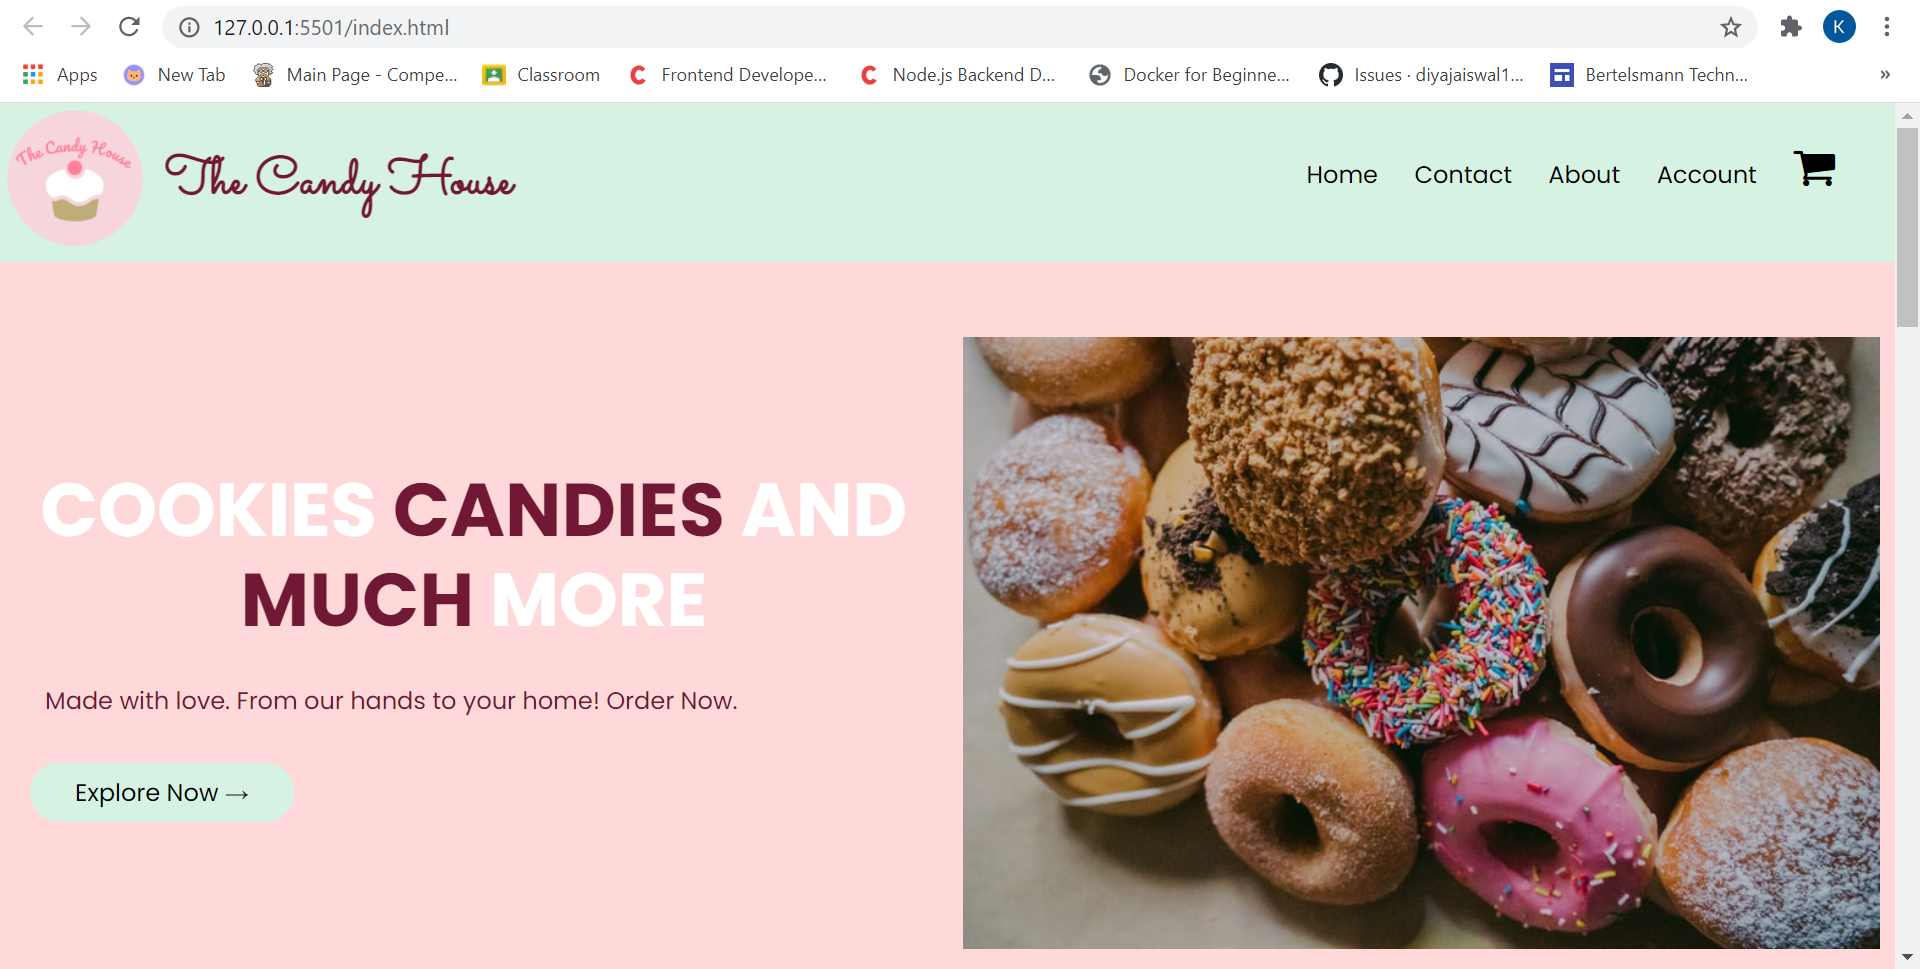 127.0.0.1:5501/index.html
K
Apps
New Tab
Main Page - Compe...
Classroom
Frontend Develope...
Node.js Backend D...
Docker for Beginne...
Issues · diyajaiswal1...
Bertelsmann Techn...
»
The Candy House
The Candy House
Home
Contact
About
Account
COOKIES CANDIES AND
MUCH MORE
Made with love. From our hands to your home! Order Now.
Explore Now →